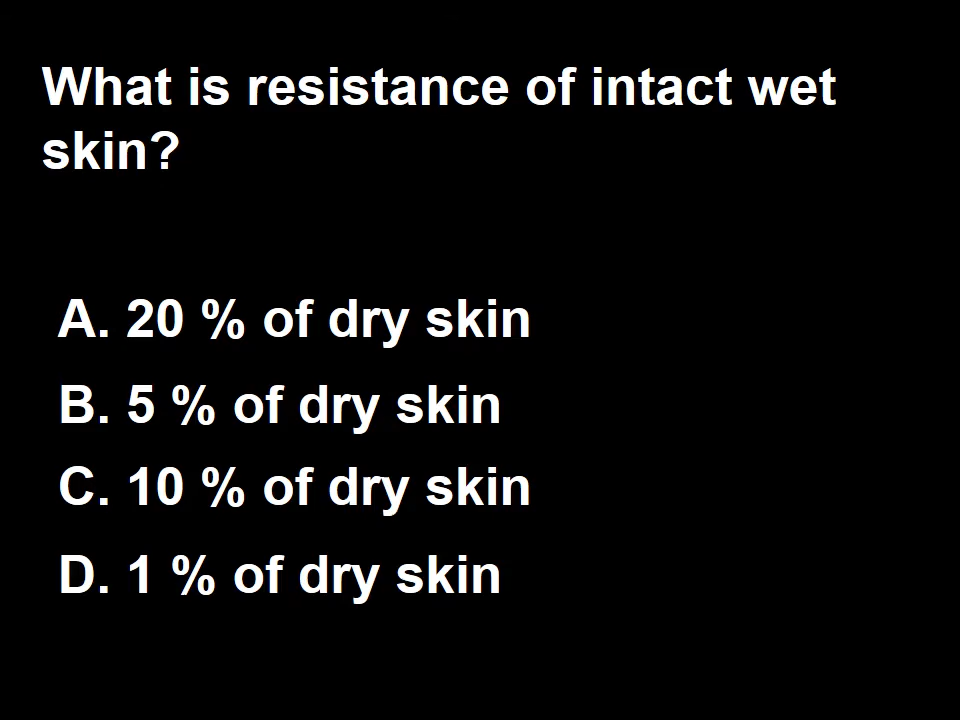 What is resistance of intact wet
skin?
A. 20 % of dry skin
B. 5 % of dry skin
C. 10 % of dry skin
D. 1 % of dry skin